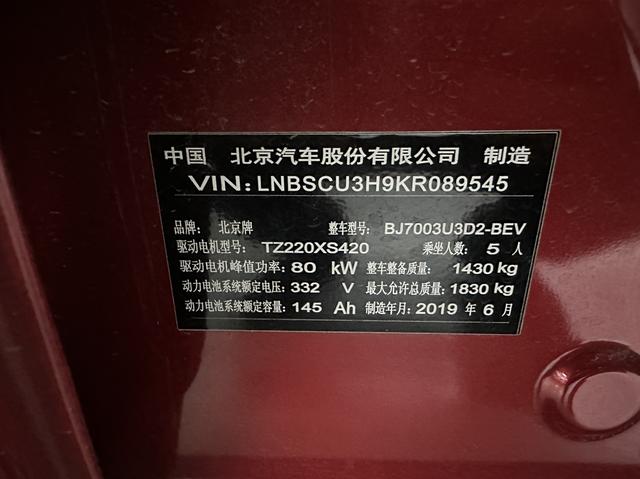 中国 北京汽车股份有限公司 制造
VIN: LNBSCU3H9KR089545
品牌: 北京牌 整车型号: BJ7003U3D2-BEV
驱动电机型号: TZ220XS420 乘坐人数: 5 人
驱动电机峰值功率: 80 kW 整车整备质量: 1430 kg
动力电池系统额定电压: 332 V 最大允许总质量: 1830 kg
动力电池系统额定容量: 145 Ah 制造年月: 2019 年 6 月